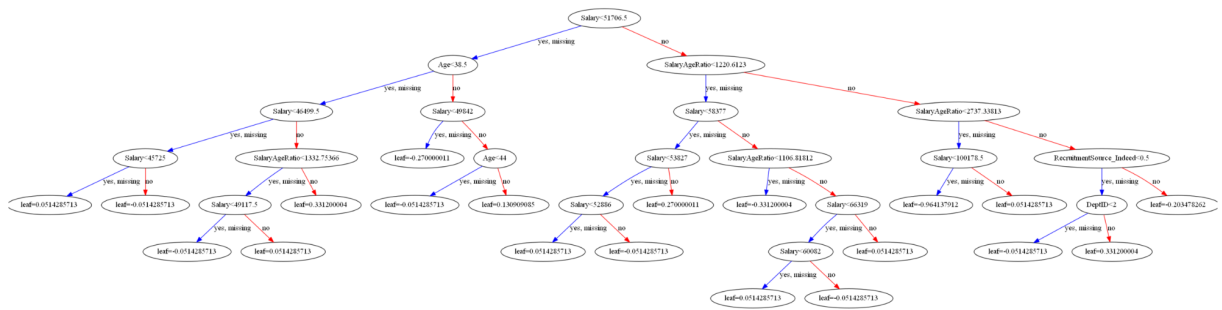 Salary<51706.5
yes, missing
no
Age<38.5
SalaryAgeRatio<1220.6123
yes, missing
no
yes, missing
no
Salary<46499.5
Salary<49842
Salary<58377
SalaryAgeRatio<2737.33813
yes, missing
no
yes, missing
no
yes, missing
no
yes, missing
no
Salary<45725
SalaryAgeRatio<1332.75366
leaf=-0.270000011
Age<44
Salary<53827
SalaryAgeRatio<1106.81812
Salary<100178.5
RecruitmentSource_Indeed<0.5
yes, missing
no
yes, missing
no
yes, missing
no
yes, missing
no
yes, missing
no
yes, missing
no
yes, missing
no
leaf=0.0514285713
leaf=-0.0514285713
Salary<49117.5
leaf=0.331200004
leaf=-0.0514285713
leaf=0.130909085
Salary<52886
leaf=0.270000011
leaf=-0.331200004
Salary<66319
leaf=-0.964137912
leaf=0.0514285713
DeptID<2
leaf=-0.203478262
yes, missing
no
yes, missing
no
yes, missing
no
yes, missing
no
leaf=-0.0514285713
leaf=0.0514285713
leaf=0.0514285713
leaf=-0.0514285713
Salary<60082
leaf=0.0514285713
leaf=-0.0514285713
leaf=0.331200004
yes, missing
no
leaf=0.0514285713
leaf=-0.0514285713